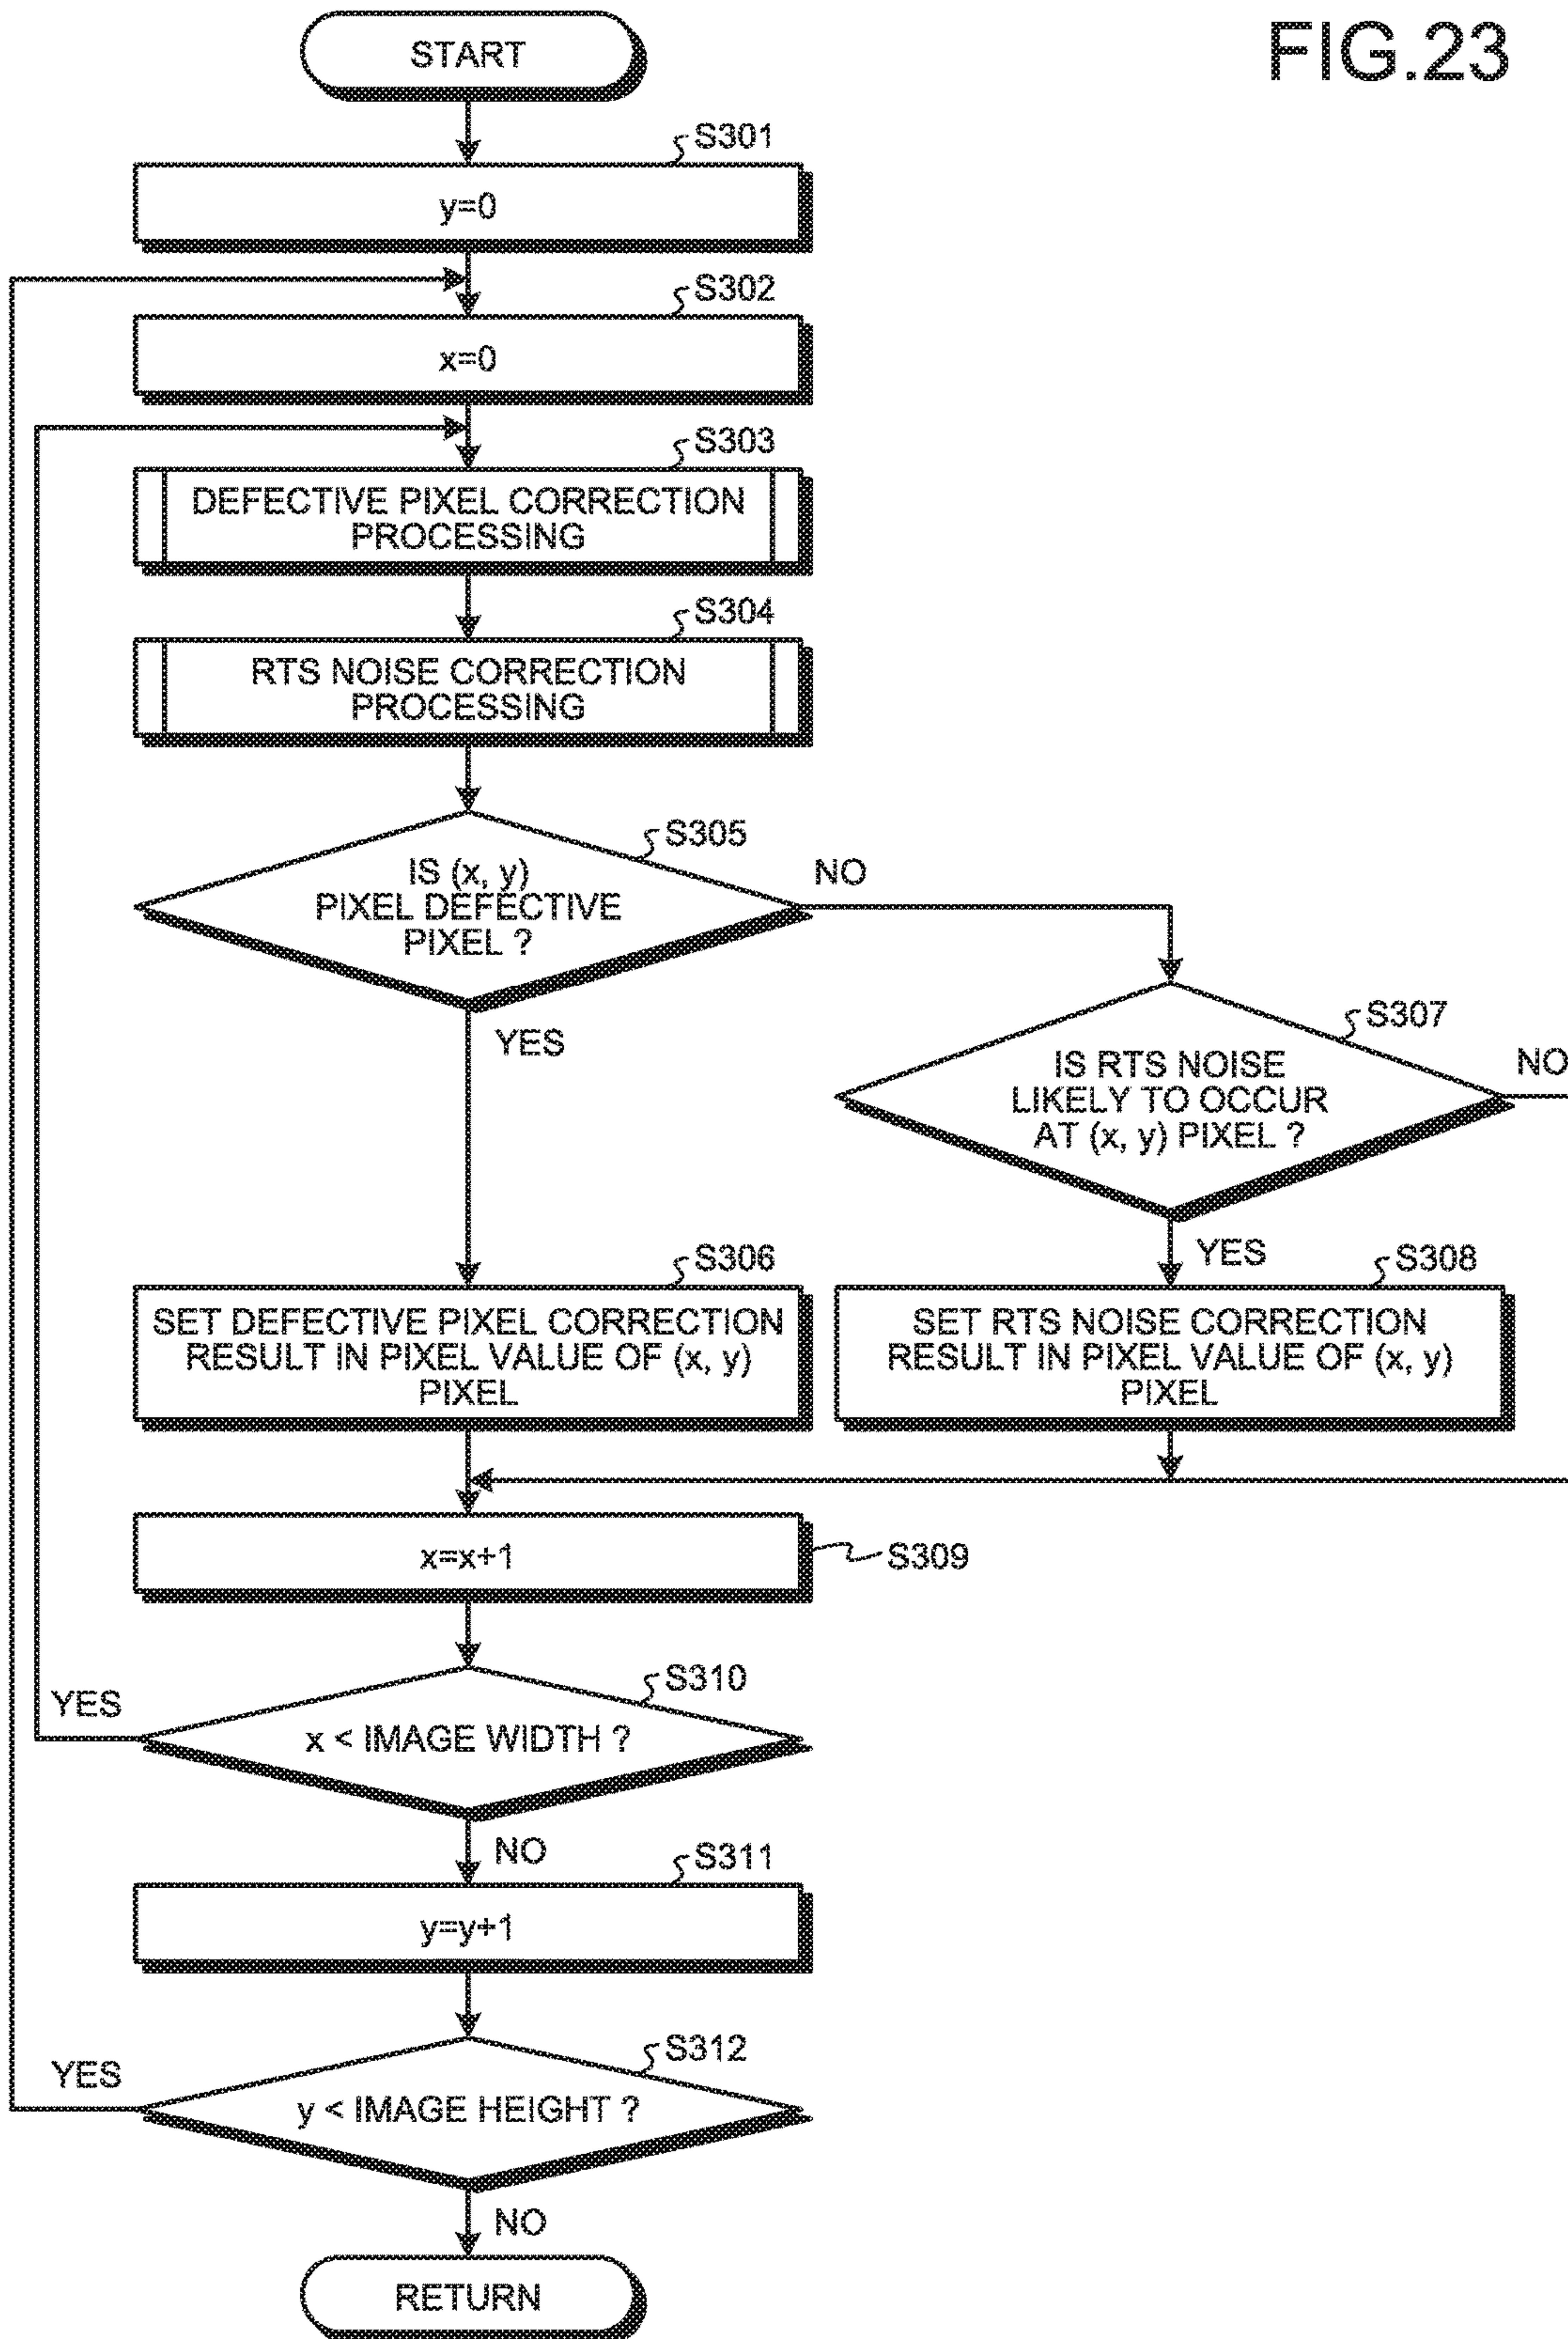 FIG.23
START
S301
y=0
S302
x=0
S303
DEFECTIVE PIXEL CORRECTION
PROCESSING
S304
RTS NOISE CORRECTION
PROCESSING
S305
IS (x, y)
PIXEL DEFECTIVE
PIXEL ?
NO
YES
S307
IS RTS NOISE
LIKELY TO OCCUR
AT (x, y) PIXEL ?
NO
YES
S306
SET DEFECTIVE PIXEL CORRECTION
RESULT IN PIXEL VALUE OF (x, y)
PIXEL
S308
SET RTS NOISE CORRECTION
RESULT IN PIXEL VALUE OF (x, y)
PIXEL
x=x+1
S309
S310
YES
x < IMAGE WIDTH ?
NO
S311
y=y+1
S312
YES
y < IMAGE HEIGHT ?
NO
RETURN